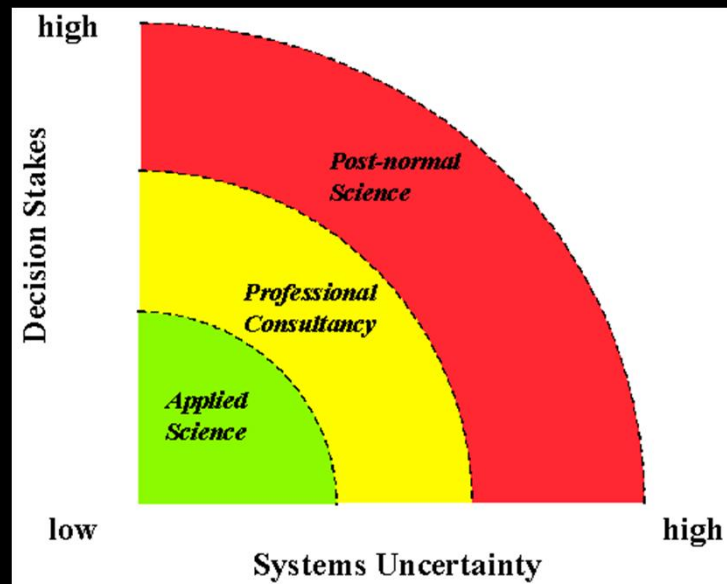 high
Decision Stakes
Post-normal
Science
Professional
Consultancy
Applied
Science
low
high
Systems Uncertainty